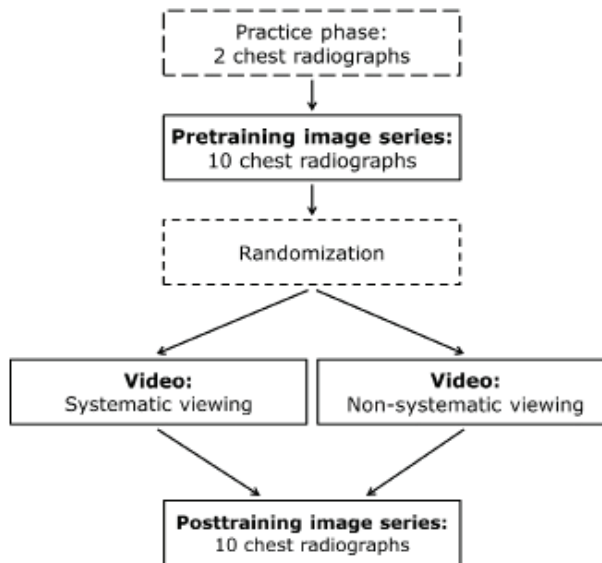 Practice phase:
2 chest radiographs
Pretraining image series:
10 chest radiographs
Randomization
Video:
Systematic viewing
Video:
Non-systematic viewing
Posttraining image series:
10 chest radiographs